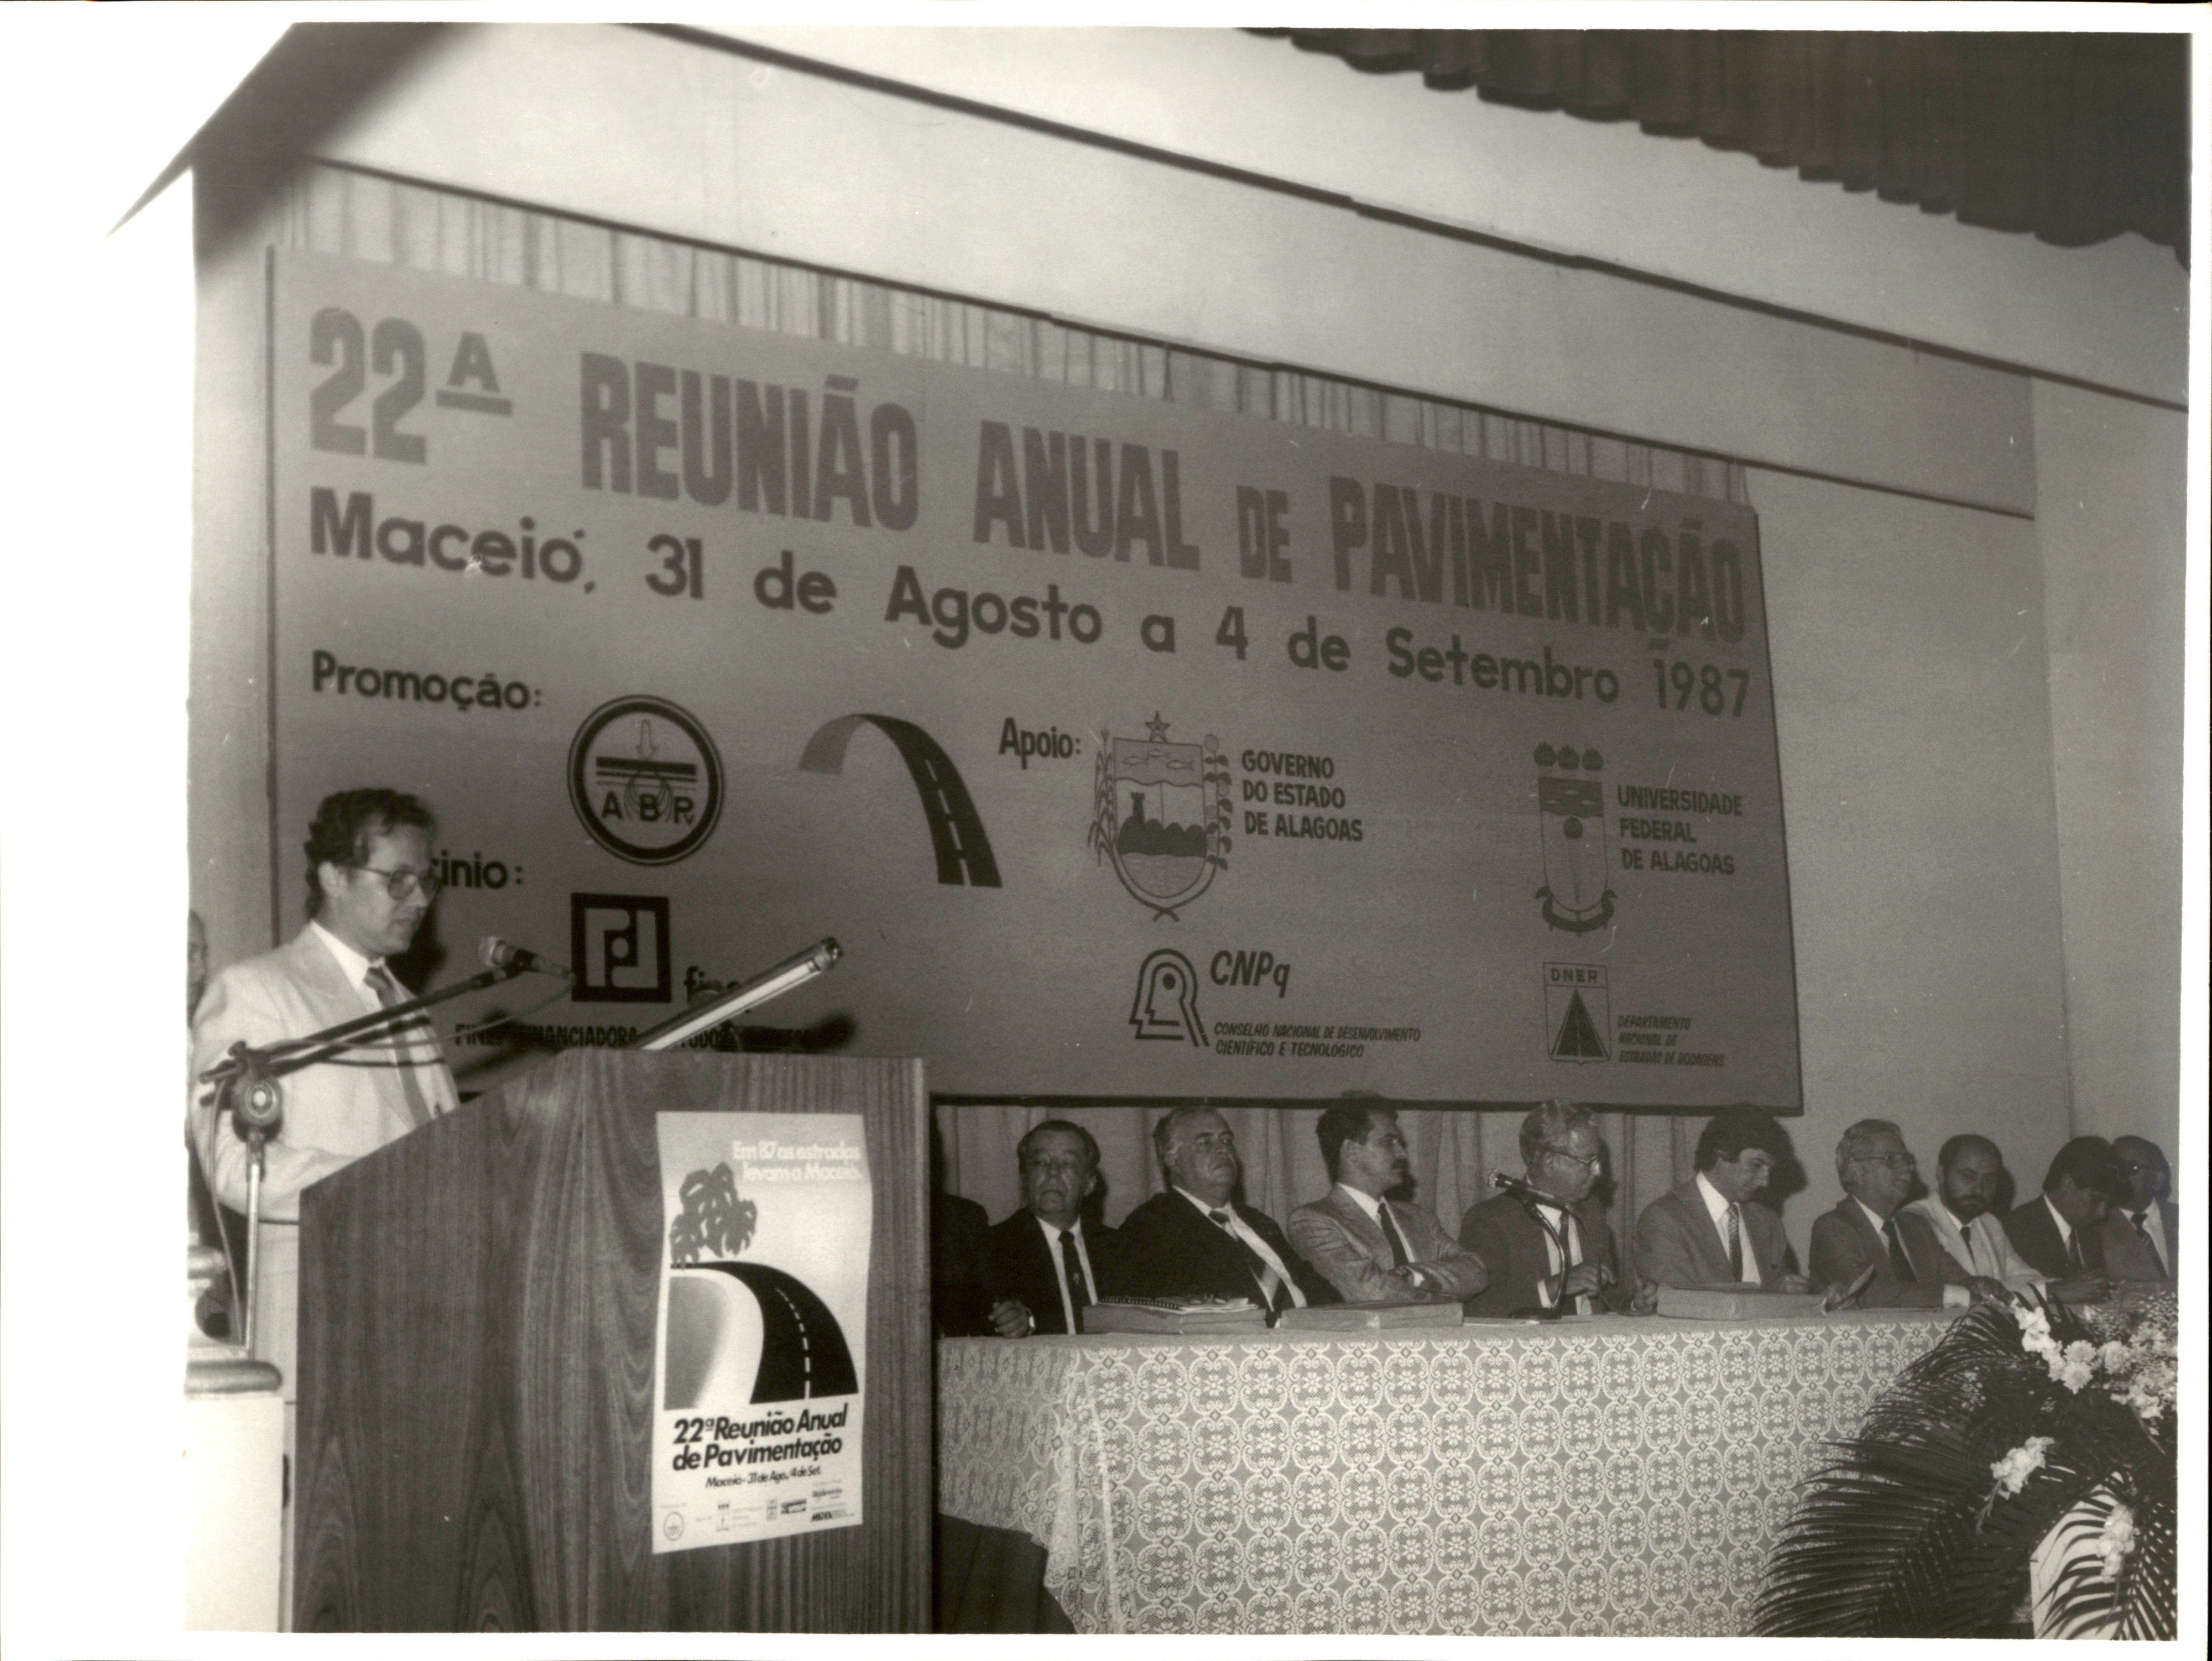 22ª REUNIÃO ANUAL DE PAVIMENTAÇÃO
Maceió, 31 de Agosto a 4 de Setembro 1987
Promoção:
ABR
Apoio:
GOVERNO
DO ESTADO
DE ALAGOAS
UNIVERSIDADE
FEDERAL
DE ALAGOAS
inio:
CNPq
CONSELHO NACIONAL DE DESENVOLVIMENTO
CIENTÍFICO E TECNOLÓGICO
DNER
DEPARTAMENTO
NACIONAL DE
ESTRADAS DE RODAGENS
Em 87 as estradas
levam a Maceió.
22ª Reunião Anual
de Pavimentação
Maceió - 31 de Ago. 4 de Set.